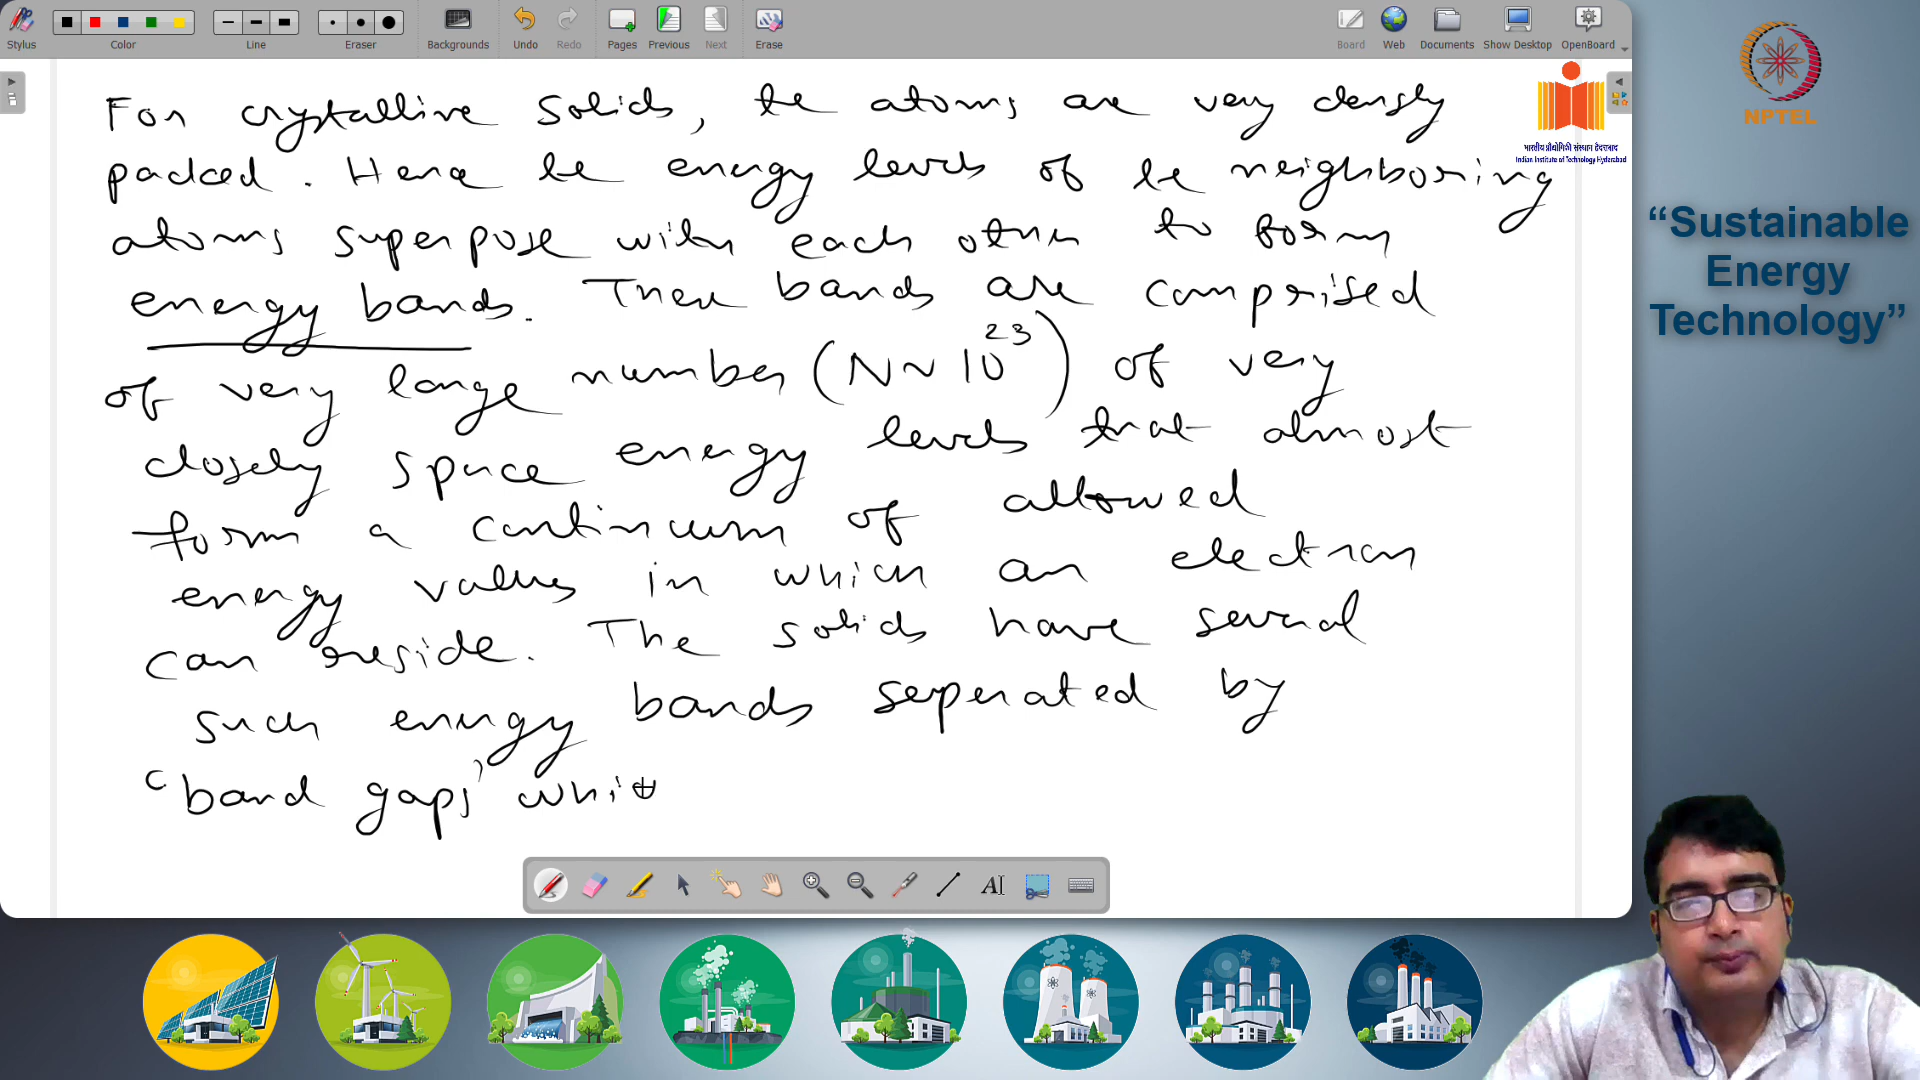 Stylus
Color
Line
Eraser
Backgrounds
Undo
Redo
Pages
Previous
Next
Erase
Board
Web
Documents
Show Desktop
OpenBoard
For crystalline solids, the atoms are very densly
packed. Hence the energy levels of the neighboring
atoms superpose with each other to form
energy bands. These bands are comprised
of very large number (N ~ 10^23) of very
closely space energy levels that almost
form a continuum of allowed
energy values in which an electron
can reside. The solids have several
such energy bands seperated by
'band gaps' which
भारतीय प्रौद्योगिकी संस्थान हैदराबाद
Indian Institute of Technology Hyderabad
NPTEL
“Sustainable
Energy
Technology”
AI